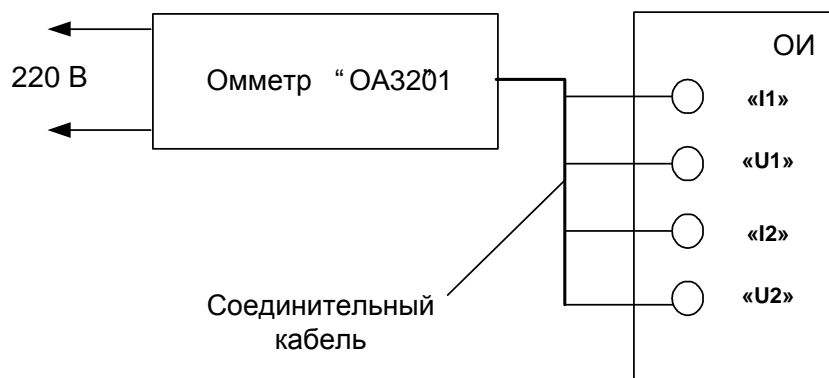 ОИ
220 В
Омметр “ОА3201”
«I1»
«U1»
«I2»
«U2»
Соединительный
кабель